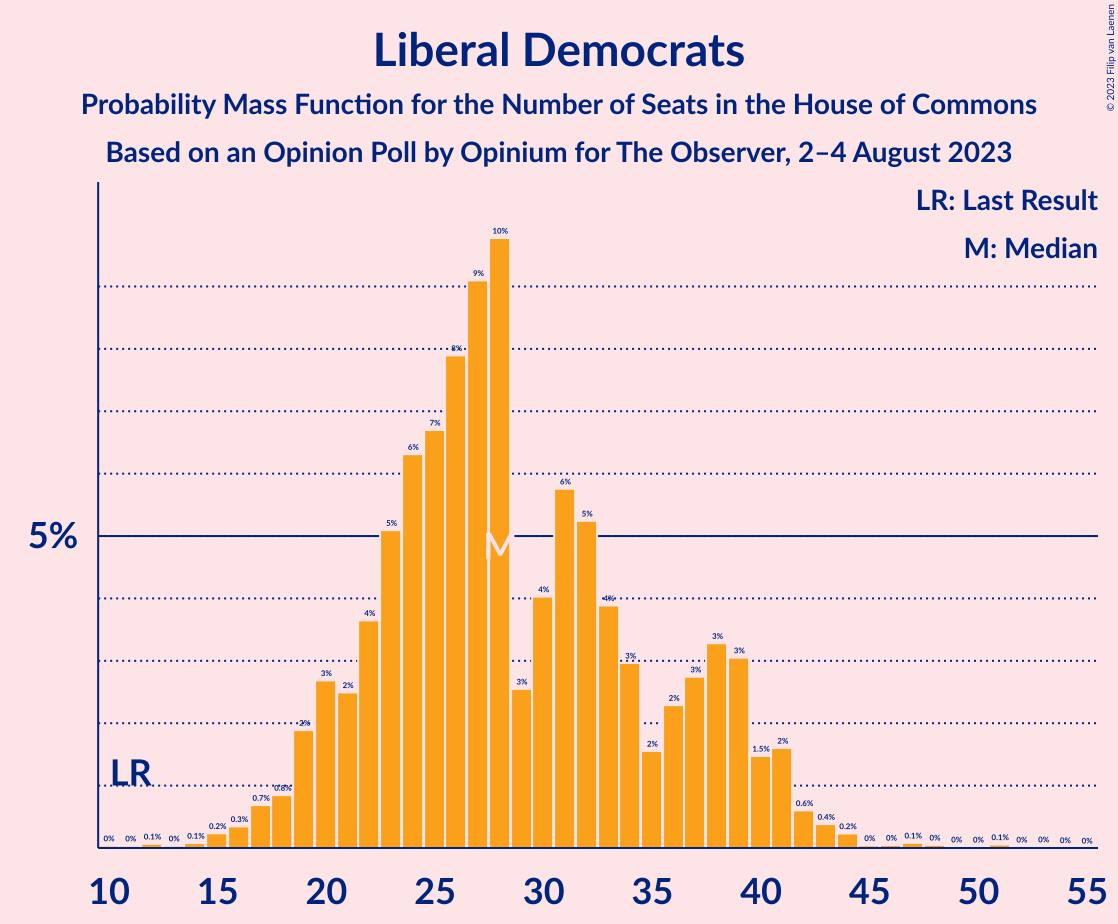 Liberal Democrats
Probability Mass Function for the Number of Seats in the House of Commons
Based on an Opinion Poll by Opinium for The Observer, 2–4 August 2023
© 2023 Filip van Laenen
LR: Last Result
M: Median
5%
LR
M
0% 0% 0.1% 0% 0.1% 0.2% 0.3% 0.7% 0.8% 2% 3% 2% 4% 5% 6% 7% 8% 9% 10% 3% 4% 6% 5% 4% 3% 2% 2% 3% 3% 3% 1.5% 2% 0.6% 0.4% 0.2% 0% 0% 0.1% 0% 0% 0% 0.1% 0% 0% 0% 0%
10 15 20 25 30 35 40 45 50 55